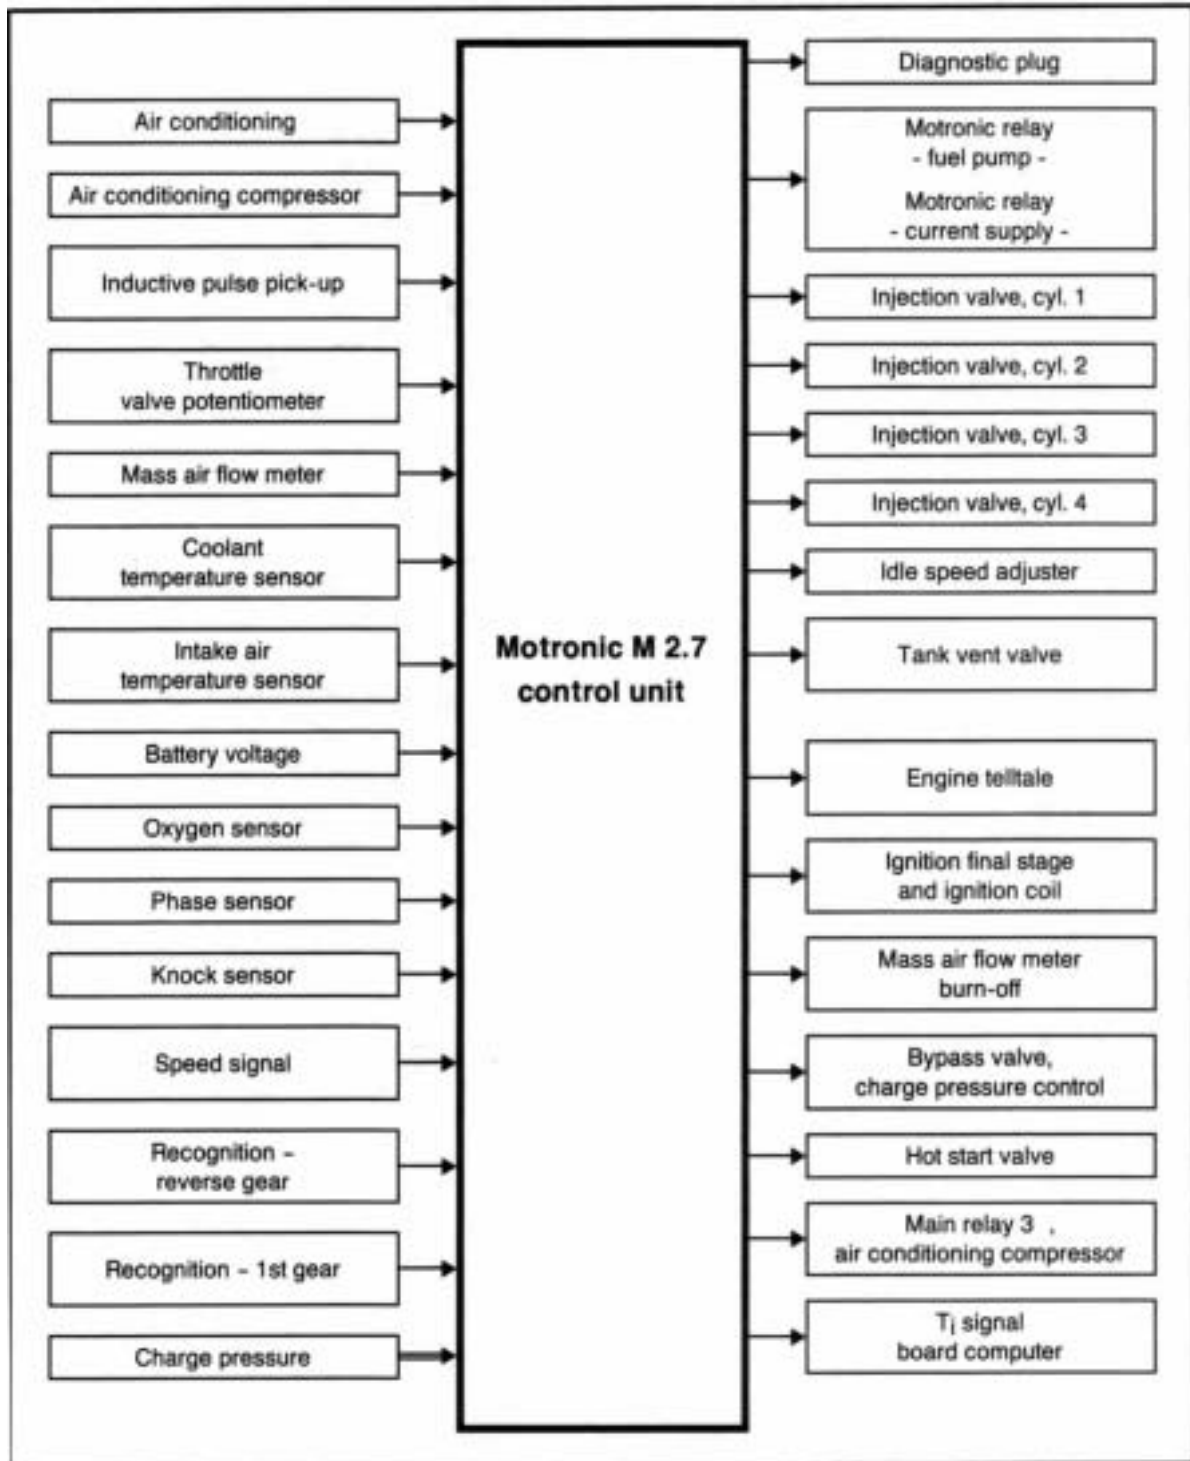 Air conditioning
Air conditioning compressor
Inductive pulse pick-up
Throttle
valve potentiometer
Mass air flow meter
Coolant
temperature sensor
Intake air
temperature sensor
Battery voltage
Oxygen sensor
Phase sensor
Knock sensor
Speed signal
Recognition –
reverse gear
Recognition – 1st gear
Charge pressure
Motronic M 2.7
control unit
Diagnostic plug
Motronic relay
- fuel pump -
Motronic relay
- current supply -
Injection valve, cyl. 1
Injection valve, cyl. 2
Injection valve, cyl. 3
Injection valve, cyl. 4
Idle speed adjuster
Tank vent valve
Engine telltale
Ignition final stage
and ignition coil
Mass air flow meter
burn-off
Bypass valve,
charge pressure control
Hot start valve
Main relay 3 ,
air conditioning compressor
Ti signal
board computer